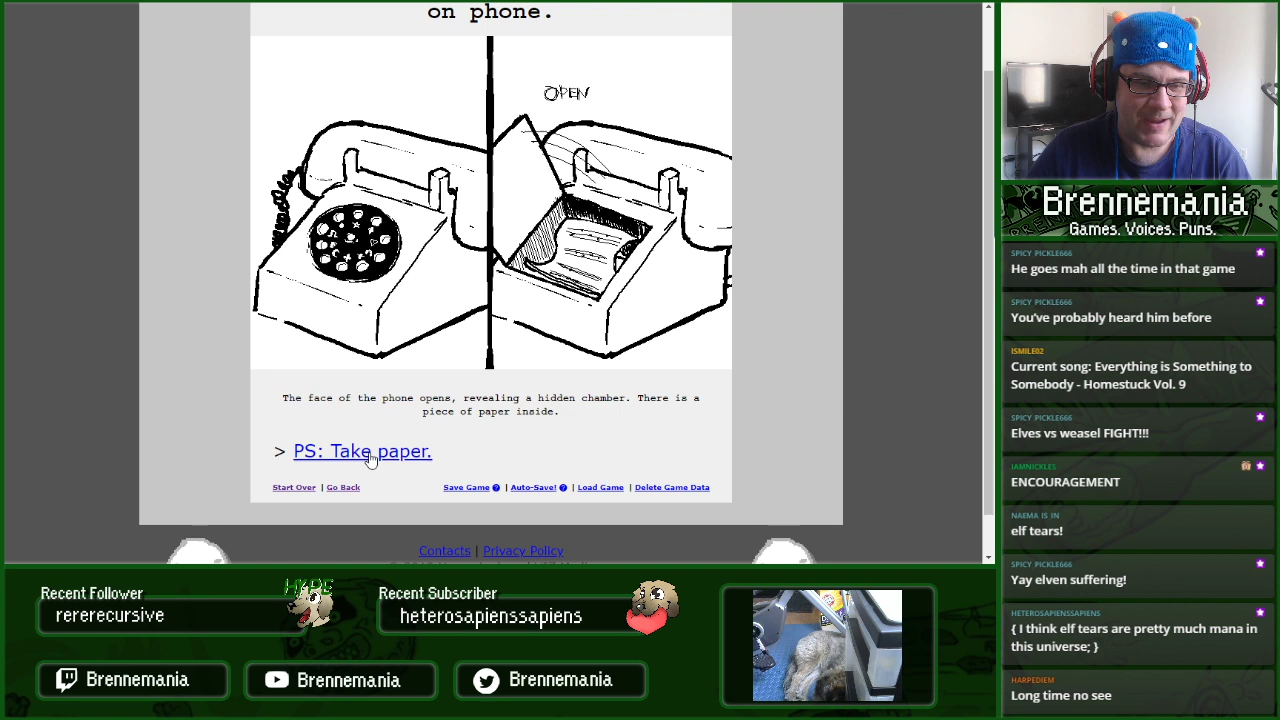 on phone.
OPEN
The face of the phone opens, revealing a hidden chamber. There is a
piece of paper inside.
> PS: Take paper.
Start Over | Go Back
Save Game ? | Auto-Save! ? | Load Game | Delete Game Data
Contacts | Privacy Policy
Brennemania
Games. Voices. Puns.
SPICY PICKLE666
He goes mah all the time in that game
SPICY PICKLE666
You've probably heard him before
ISMILE02
Current song: Everything is Something to
Somebody - Homestuck Vol. 9
SPICY PICKLE666
Elves vs weasel FIGHT!!!
IAMNICKLES
ENCOURAGEMENT
NAEMA IS IN
elf tears!
SPICY PICKLE666
Yay elven suffering!
HETEROSAPIENSSAPIENS
{ I think elf tears are pretty much mana in
this universe; }
HARPEDIEM
Long time no see
Recent Follower
HYPE
rererecursive
Recent Subscriber
heterosapienssapiens
Brennemania
Brennemania
Brennemania